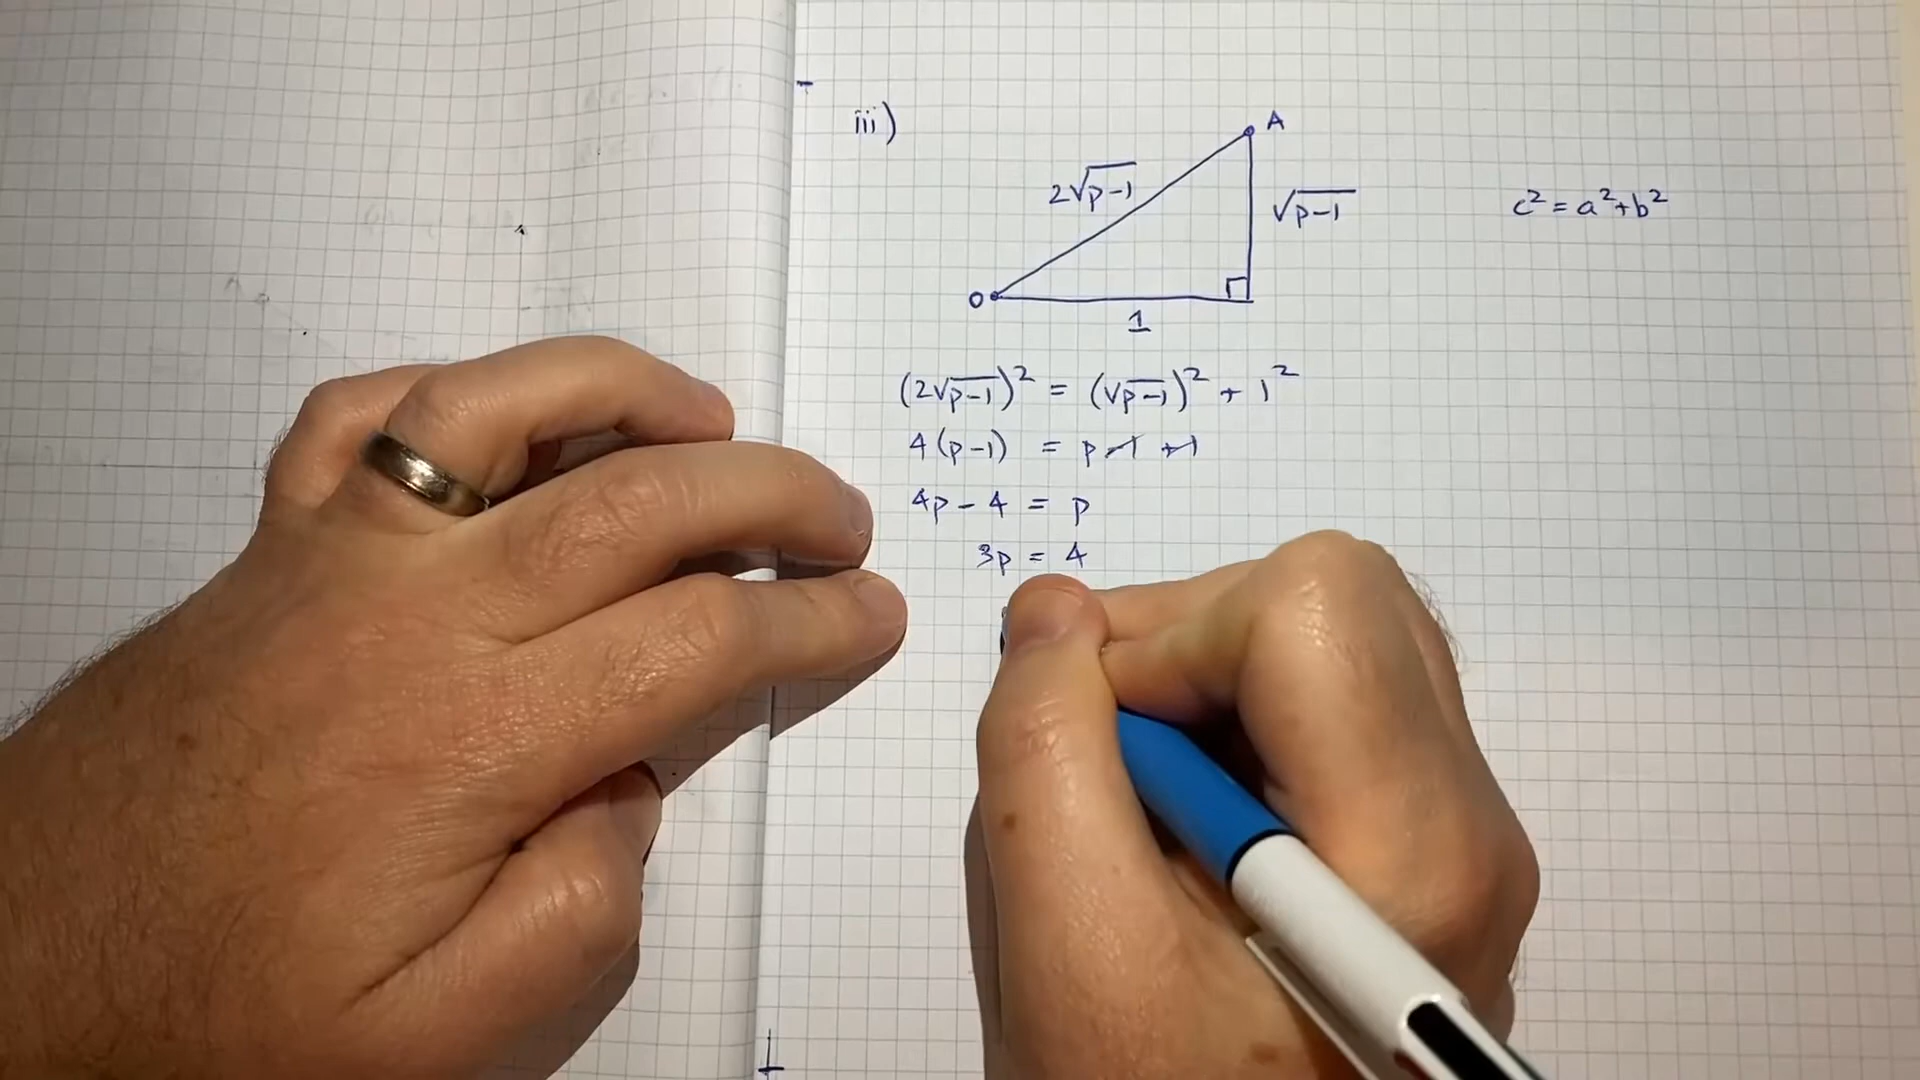 iii)
A
2√p-1
√p-1
c² = a² + b²
O
1
(2√p-1)² = (√p-1)² + 1²
4(p-1) = p-1 +1
4p - 4 = p
3p = 4